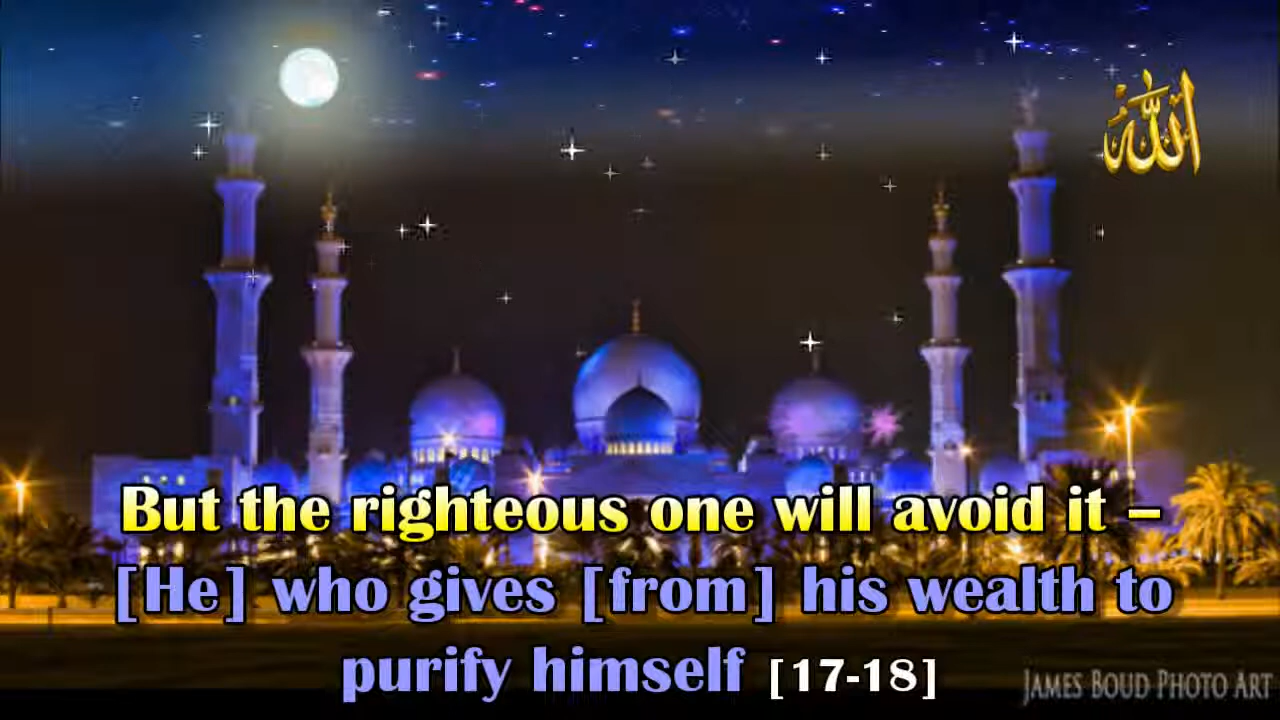 الله
But the righteous one will avoid it –
[He] who gives [from] his wealth to
purify himself [17-18]
JAMES BOUD PHOTO ART